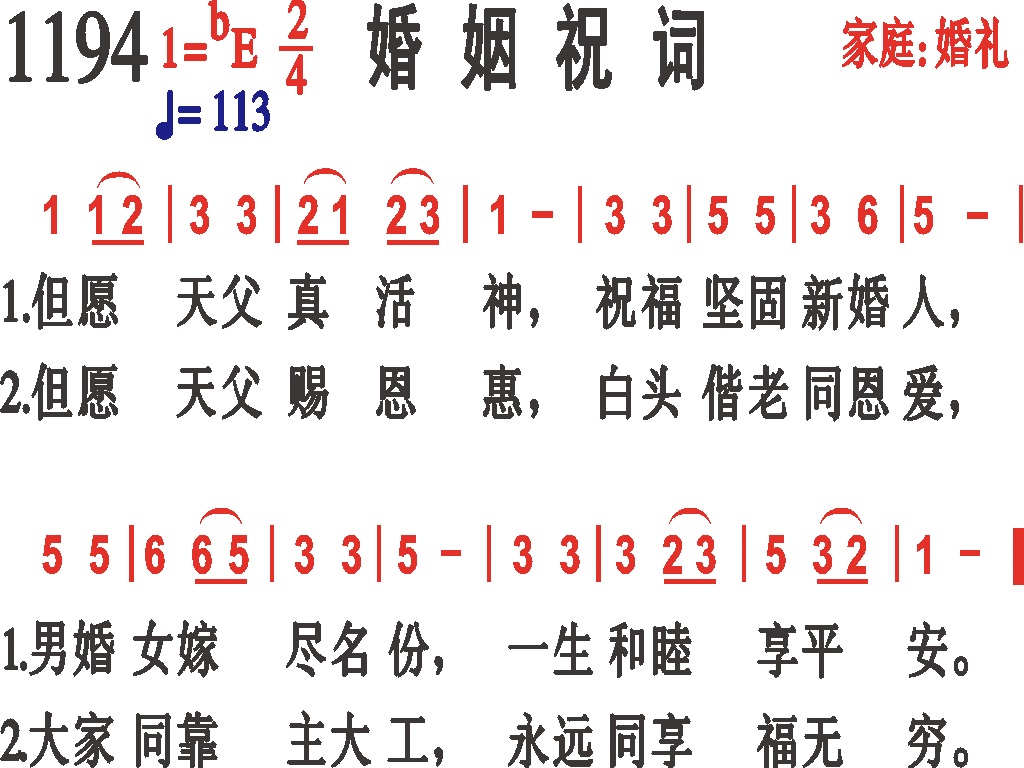 1194 1=ᵇE 2/4 婚姻祝词 家庭:婚礼
♩=113
1 1 2 | 3 3 | 2 1 2 3 | 1 - | 3 3 | 5 5 | 3 6 | 5 - |
1.但愿 天父真活神，祝福坚固新婚人，
2.但愿 天父赐恩惠，白头偕老同恩爱，
5 5 | 6 6 5 | 3 3 | 5 - | 3 3 | 3 2 3 | 5 3 2 | 1 -
1.男婚女嫁 尽名份，一生和睦 享平安。
2.大家同靠 主大工，永远同享 福无穷。